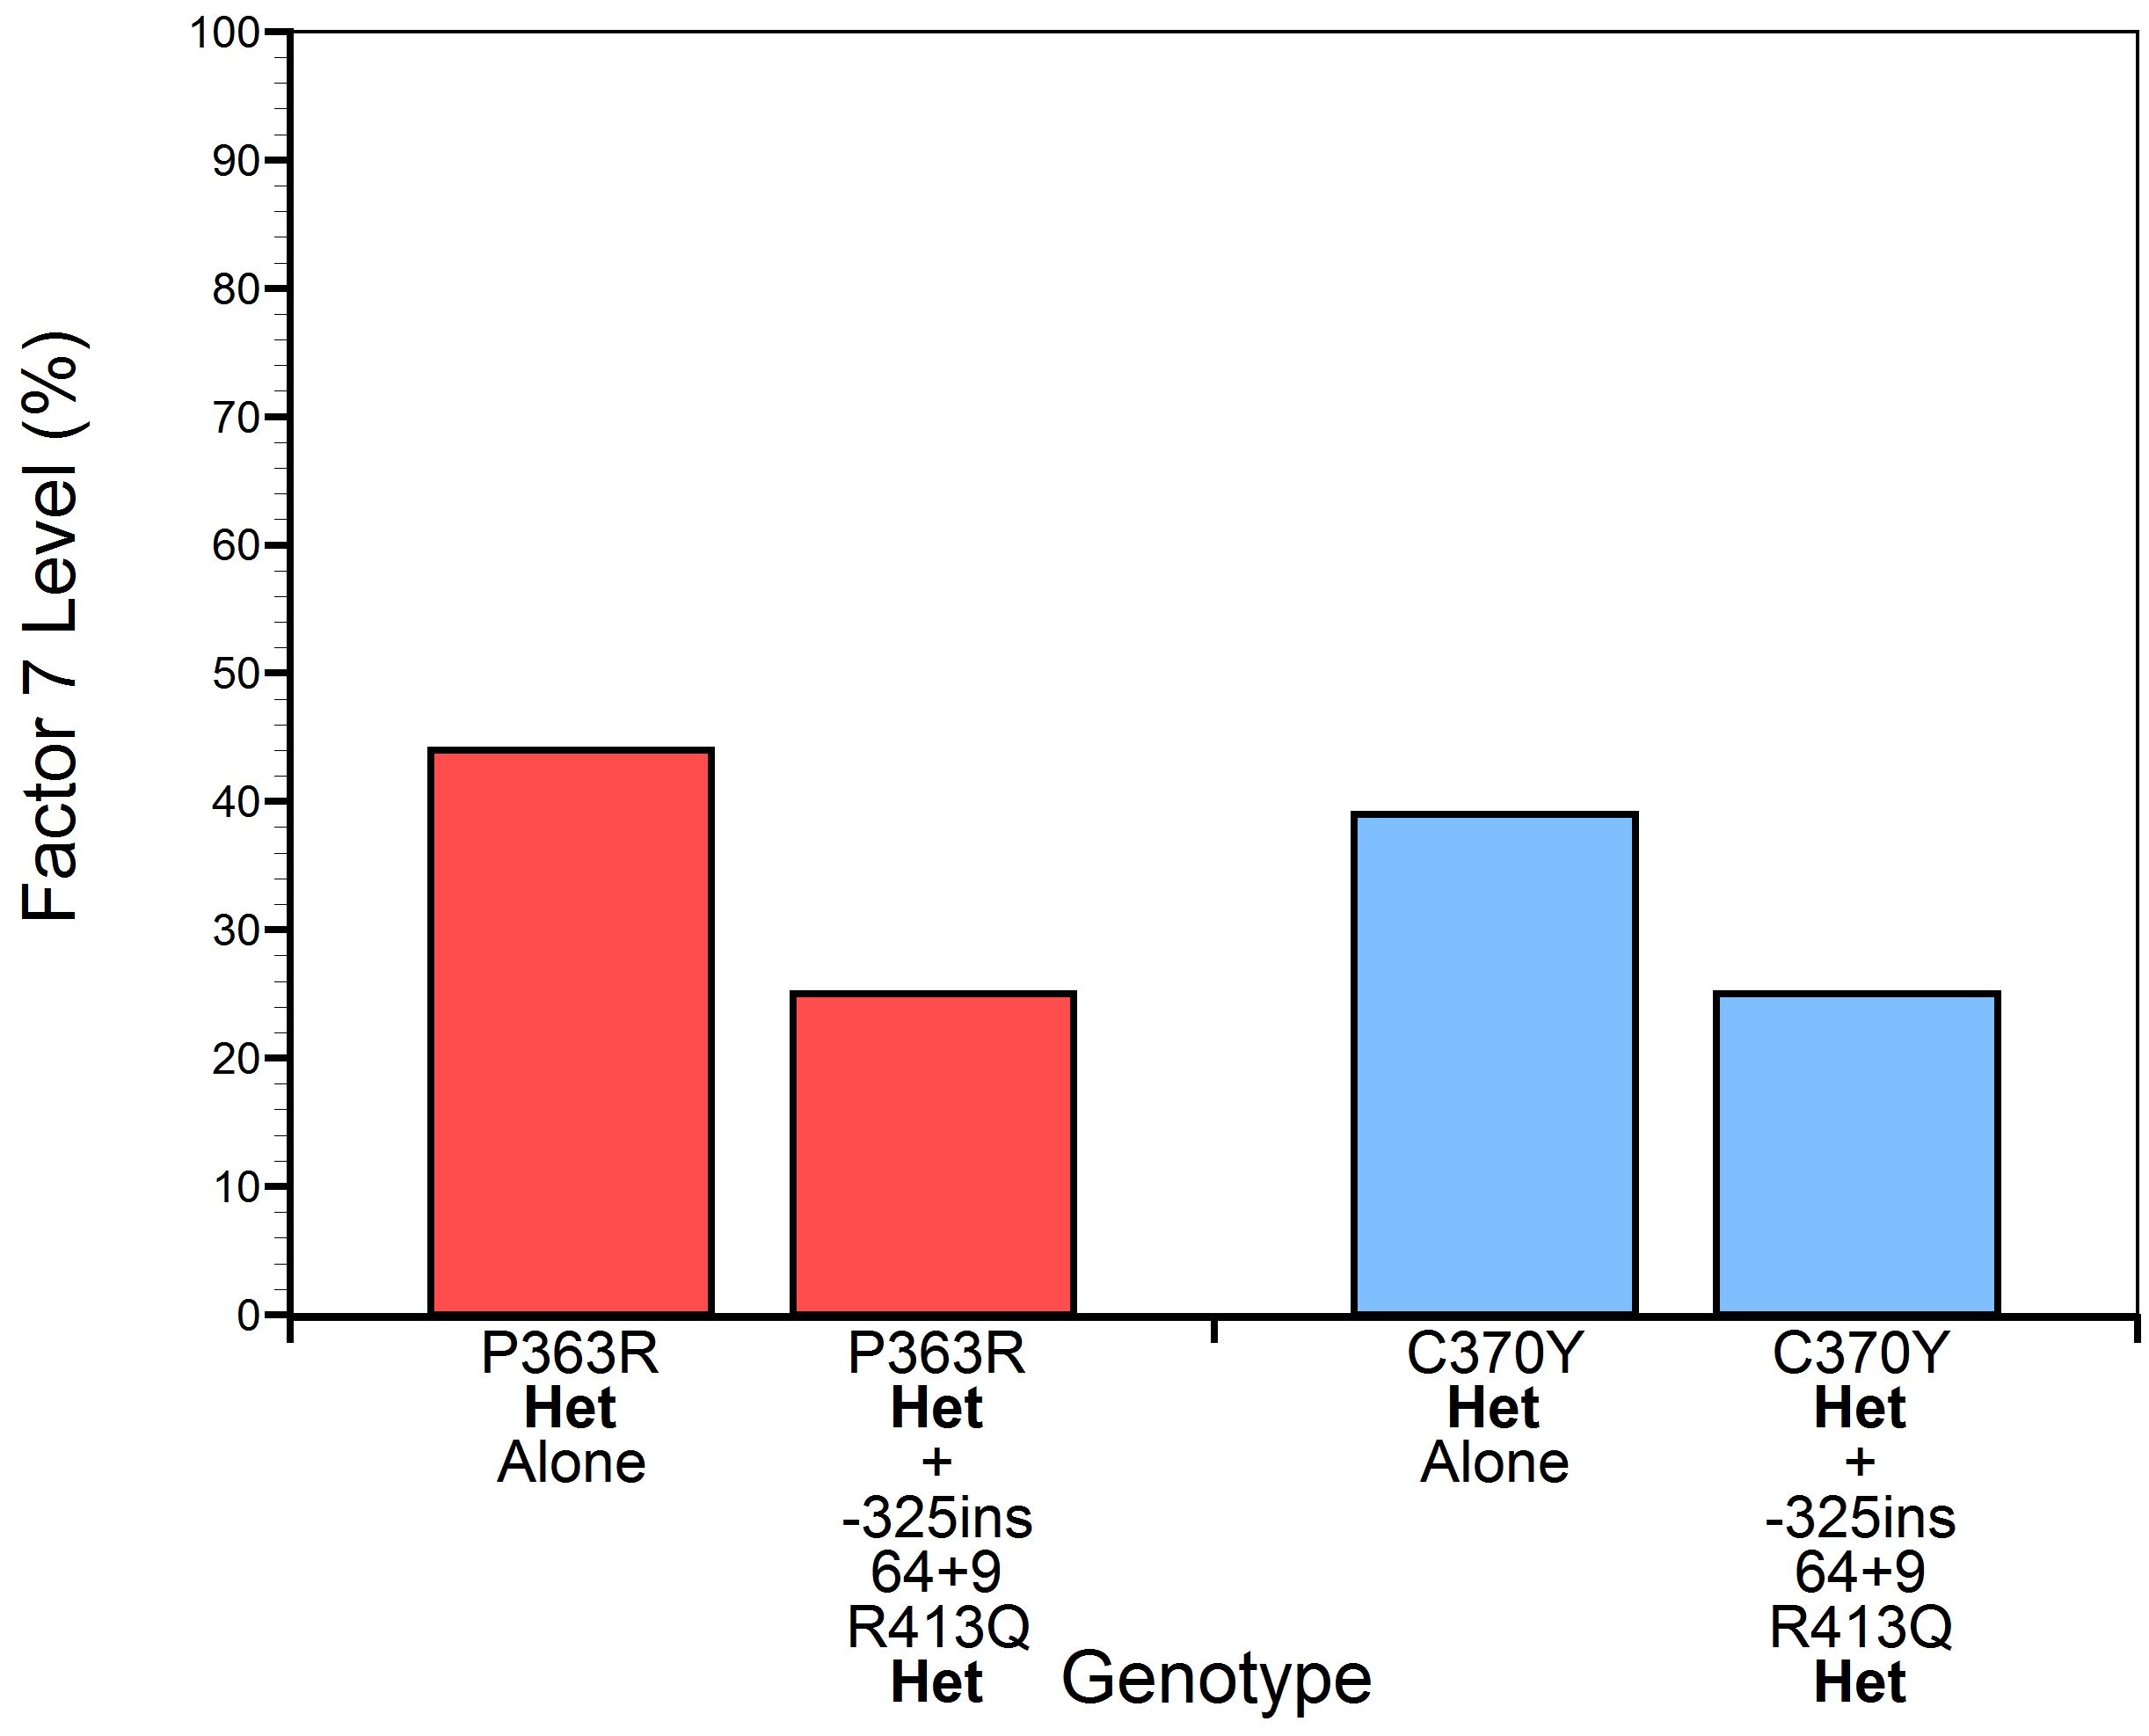 Factor 7 Level (%)
100
90
80
70
60
50
40
30
20
10
0
P363R
Het
Alone
P363R
Het
+
-325ins
64+9
R413Q
Het
C370Y
Het
Alone
C370Y
Het
+
-325ins
64+9
R413Q
Het
Genotype